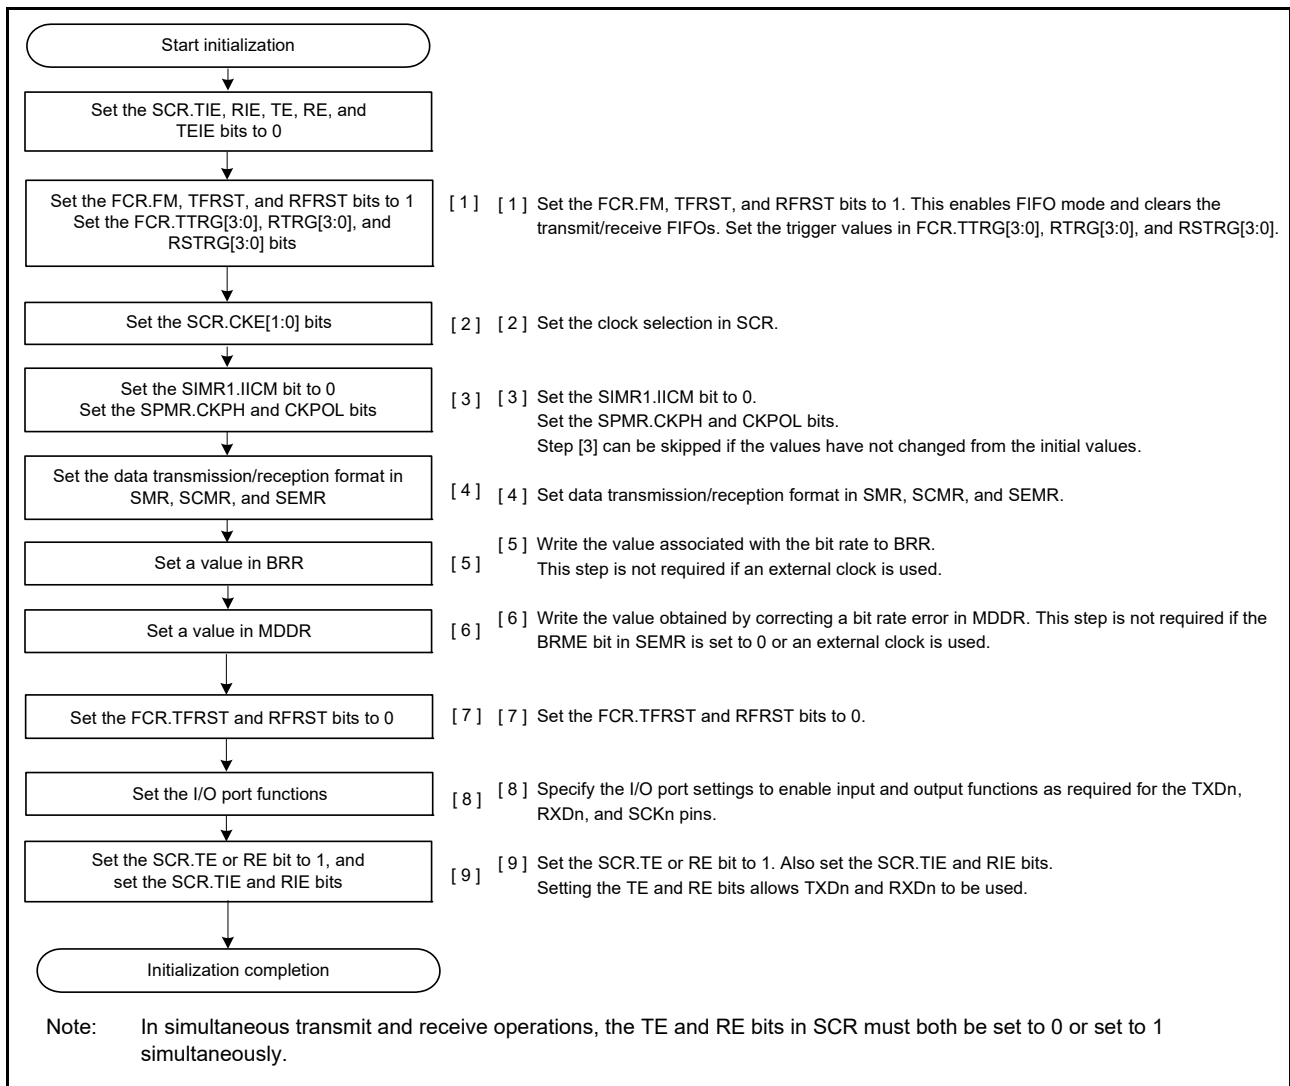 Start initialization
Set the SCR.TIE, RIE, TE, RE, and
TEIE bits to 0
Set the FCR.FM, TFRST, and RFRST bits to 1
Set the FCR.TTRG[3:0], RTRG[3:0], and
RSTRG[3:0] bits
[ 1 ]
[ 1 ] Set the FCR.FM, TFRST, and RFRST bits to 1. This enables FIFO mode and clears the
transmit/receive FIFOs. Set the trigger values in FCR.TTRG[3:0], RTRG[3:0], and RSTRG[3:0].
Set the SCR.CKE[1:0] bits
[ 2 ]
[ 2 ] Set the clock selection in SCR.
Set the SIMR1.IICM bit to 0
Set the SPMR.CKPH and CKPOL bits
[ 3 ]
[ 3 ] Set the SIMR1.IICM bit to 0.
Set the SPMR.CKPH and CKPOL bits.
Step [3] can be skipped if the values have not changed from the initial values.
Set the data transmission/reception format in
SMR, SCMR, and SEMR
[ 4 ]
[ 4 ] Set data transmission/reception format in SMR, SCMR, and SEMR.
Set a value in BRR
[ 5 ]
[ 5 ] Write the value associated with the bit rate to BRR.
This step is not required if an external clock is used.
Set a value in MDDR
[ 6 ]
[ 6 ] Write the value obtained by correcting a bit rate error in MDDR. This step is not required if the
BRME bit in SEMR is set to 0 or an external clock is used.
Set the FCR.TFRST and RFRST bits to 0
[ 7 ]
[ 7 ] Set the FCR.TFRST and RFRST bits to 0.
Set the I/O port functions
[ 8 ]
[ 8 ] Specify the I/O port settings to enable input and output functions as required for the TXDn,
RXDn, and SCKn pins.
Set the SCR.TE or RE bit to 1, and
set the SCR.TIE and RIE bits
[ 9 ]
[ 9 ] Set the SCR.TE or RE bit to 1. Also set the SCR.TIE and RIE bits.
Setting the TE and RE bits allows TXDn and RXDn to be used.
Initialization completion
Note: In simultaneous transmit and receive operations, the TE and RE bits in SCR must both be set to 0 or set to 1
simultaneously.